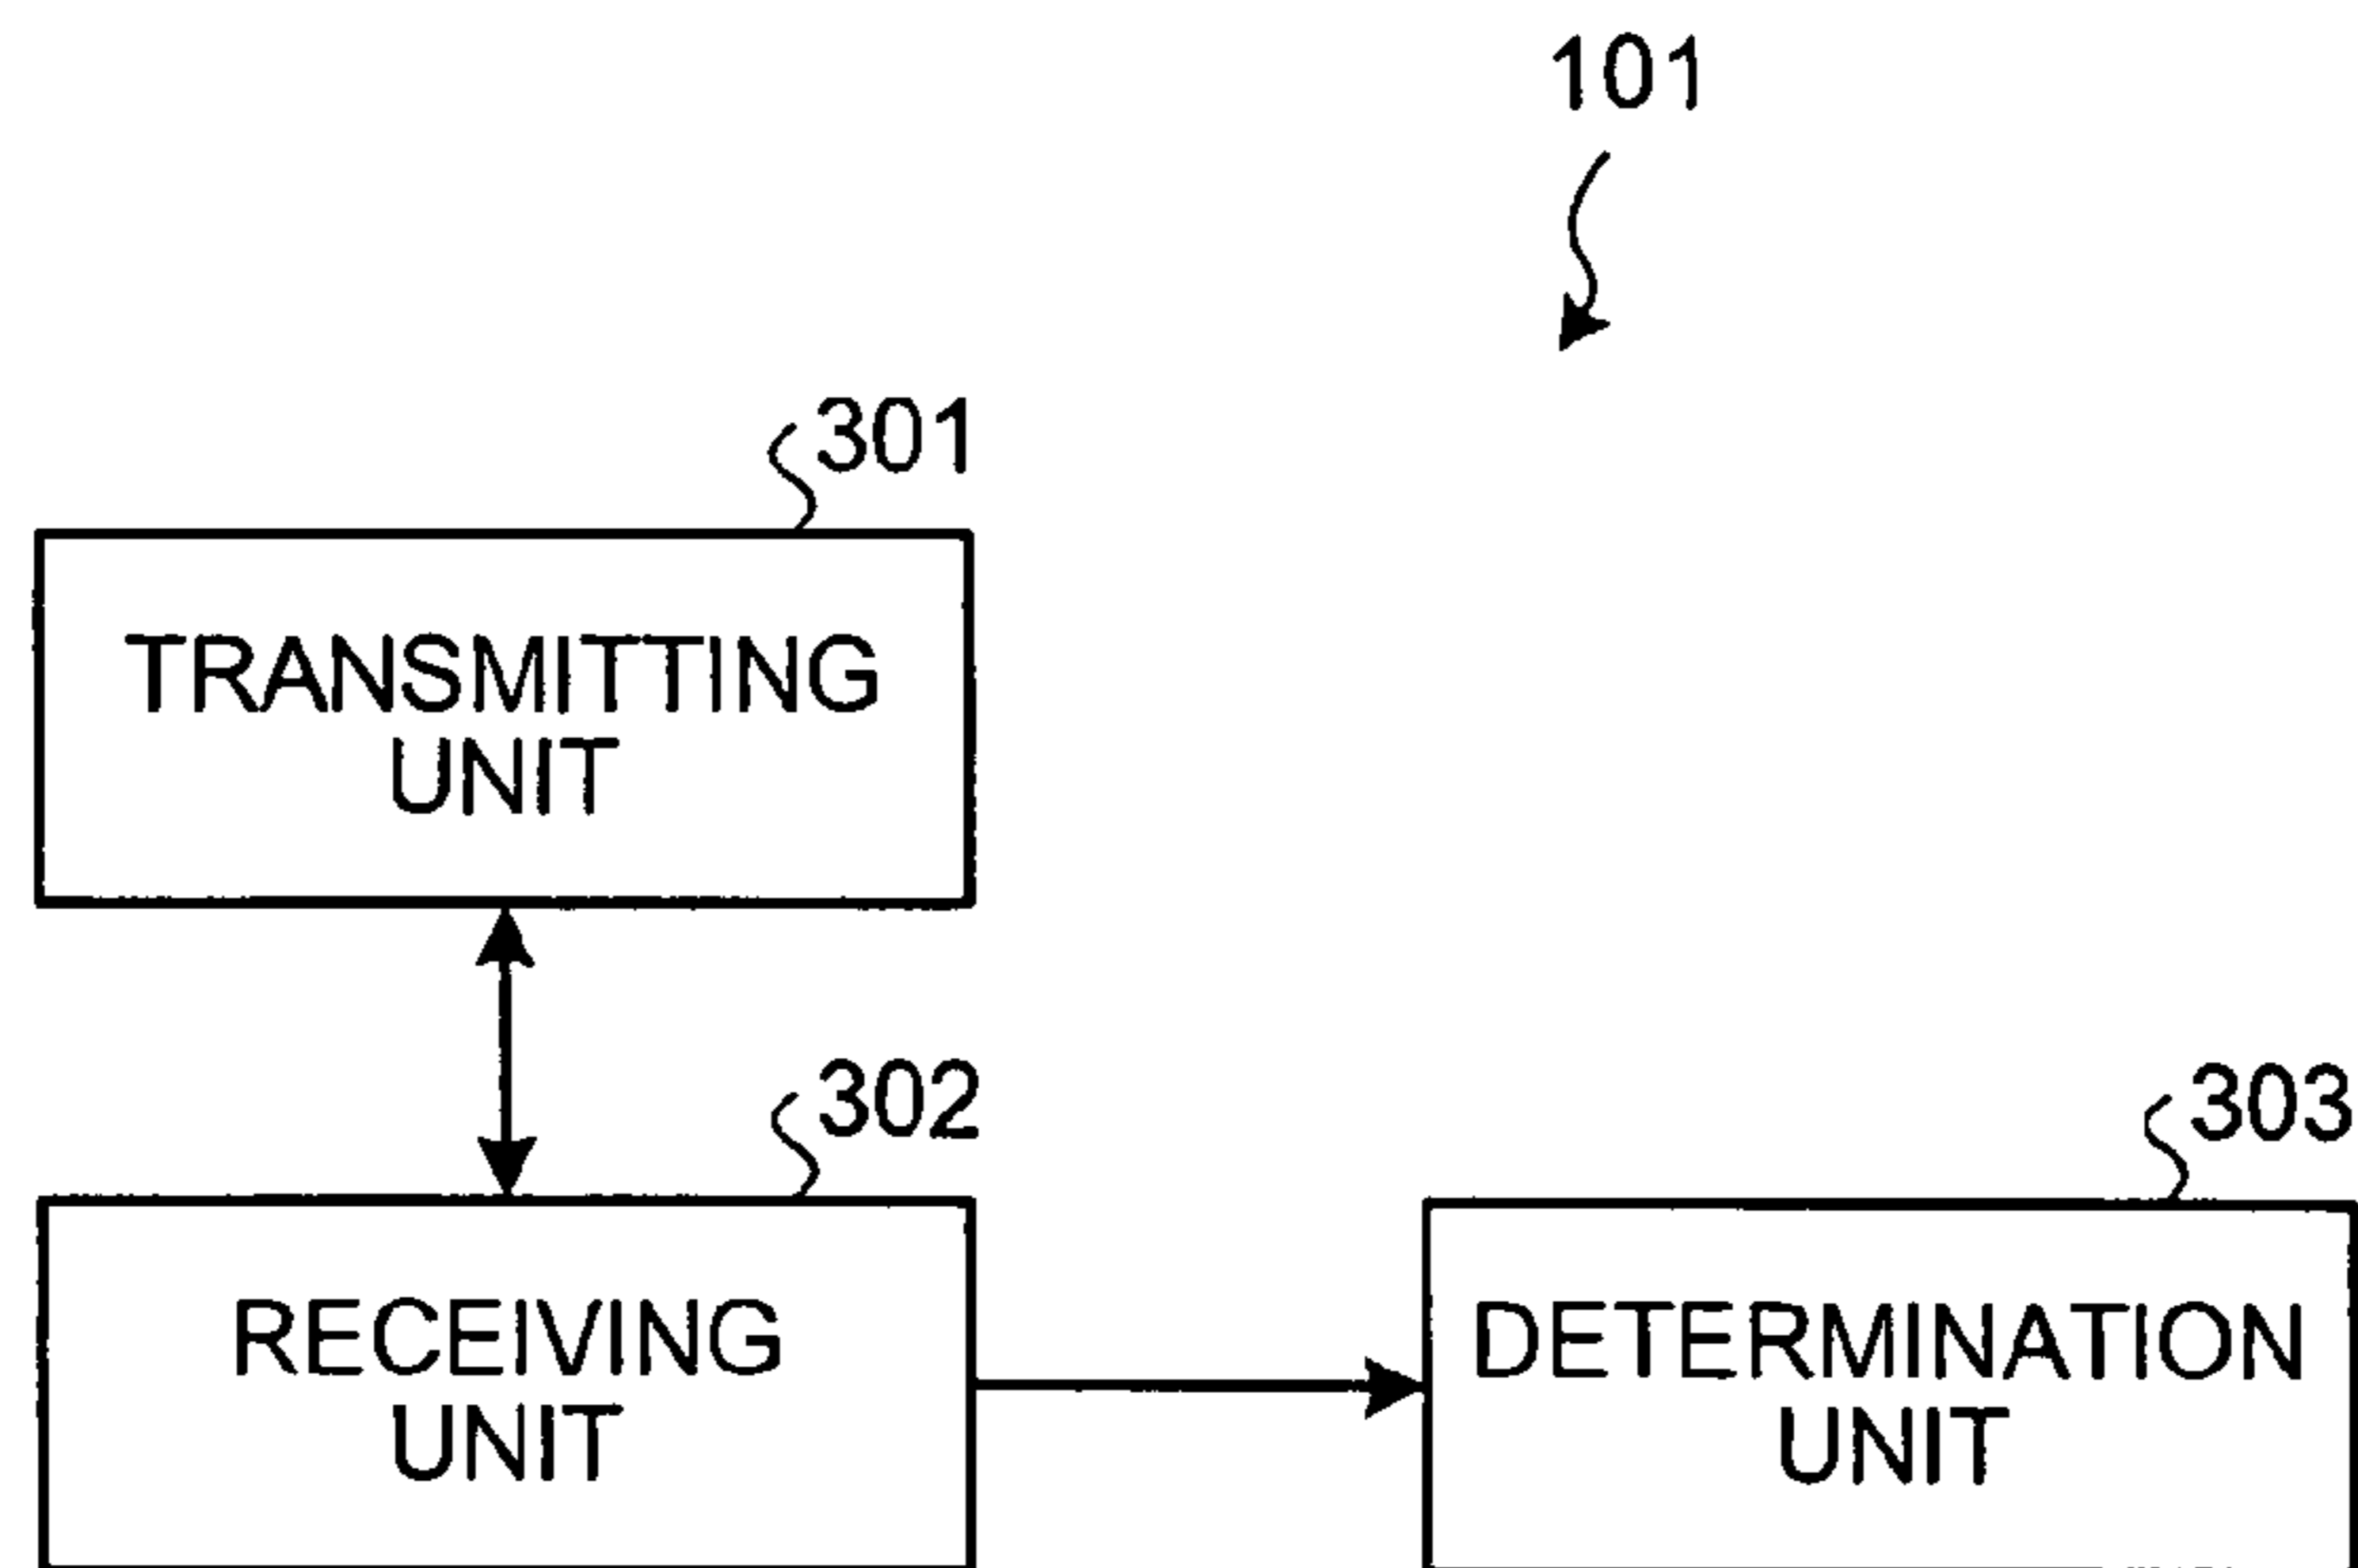 101
301
TRANSMITTING
UNIT
302
303
RECEIVING
UNIT
DETERMINATION
UNIT